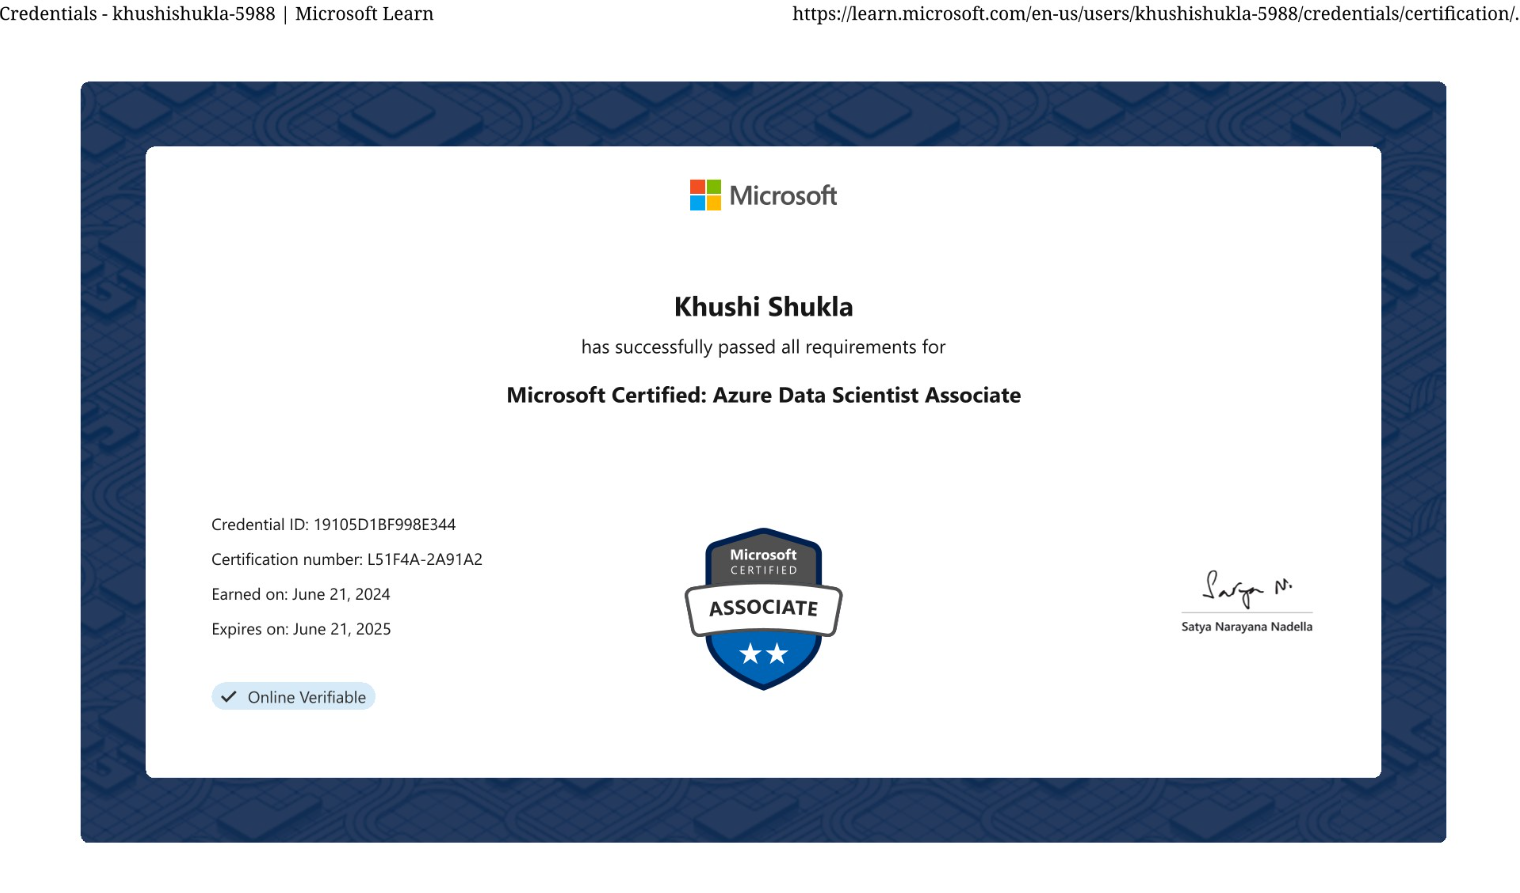 Credentials - khushishukla-5988 | Microsoft Learn
https://learn.microsoft.com/en-us/users/khushishukla-5988/credentials/certification/.
Microsoft
Khushi Shukla
has successfully passed all requirements for
Microsoft Certified: Azure Data Scientist Associate
Credential ID: 19105D1BF998E344
Certification number: L51F4A-2A91A2
Earned on: June 21, 2024
Expires on: June 21, 2025
Online Verifiable
Microsoft
CERTIFIED
ASSOCIATE
Satya N.
Satya Narayana Nadella